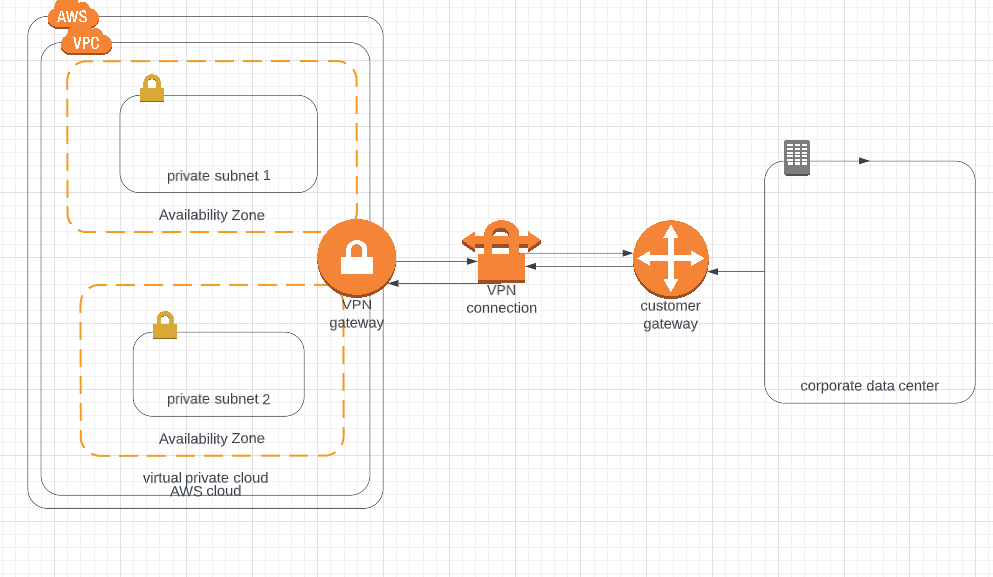 AWS
VPC
private subnet 1
Availability Zone
VPN
gateway
VPN
connection
customer
gateway
corporate data center
private subnet 2
Availability Zone
virtual private cloud
AWS cloud